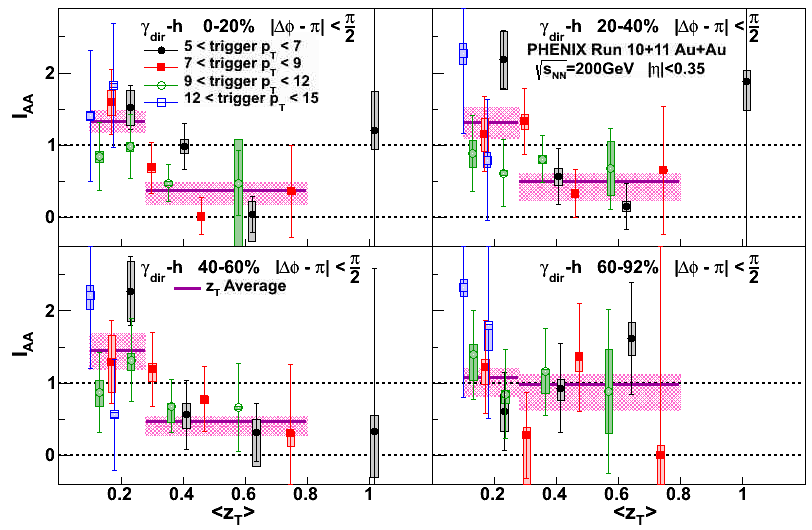 γdir-h 0-20% |Δϕ - π| < π/2
5 < trigger pT < 7
7 < trigger pT < 9
9 < trigger pT < 12
12 < trigger pT < 15
γdir-h 20-40% |Δϕ - π| < π/2
PHENIX Run 10+11 Au+Au
√sNN=200GeV |η|<0.35
IAA
2
1
0
γdir-h 40-60% |Δϕ - π| < π/2
zT Average
γdir-h 60-92% |Δϕ - π| < π/2
IAA
2
1
0
0.2 0.4 0.6 0.8 1
0.2 0.4 0.6 0.8 1
<zT>
<zT>